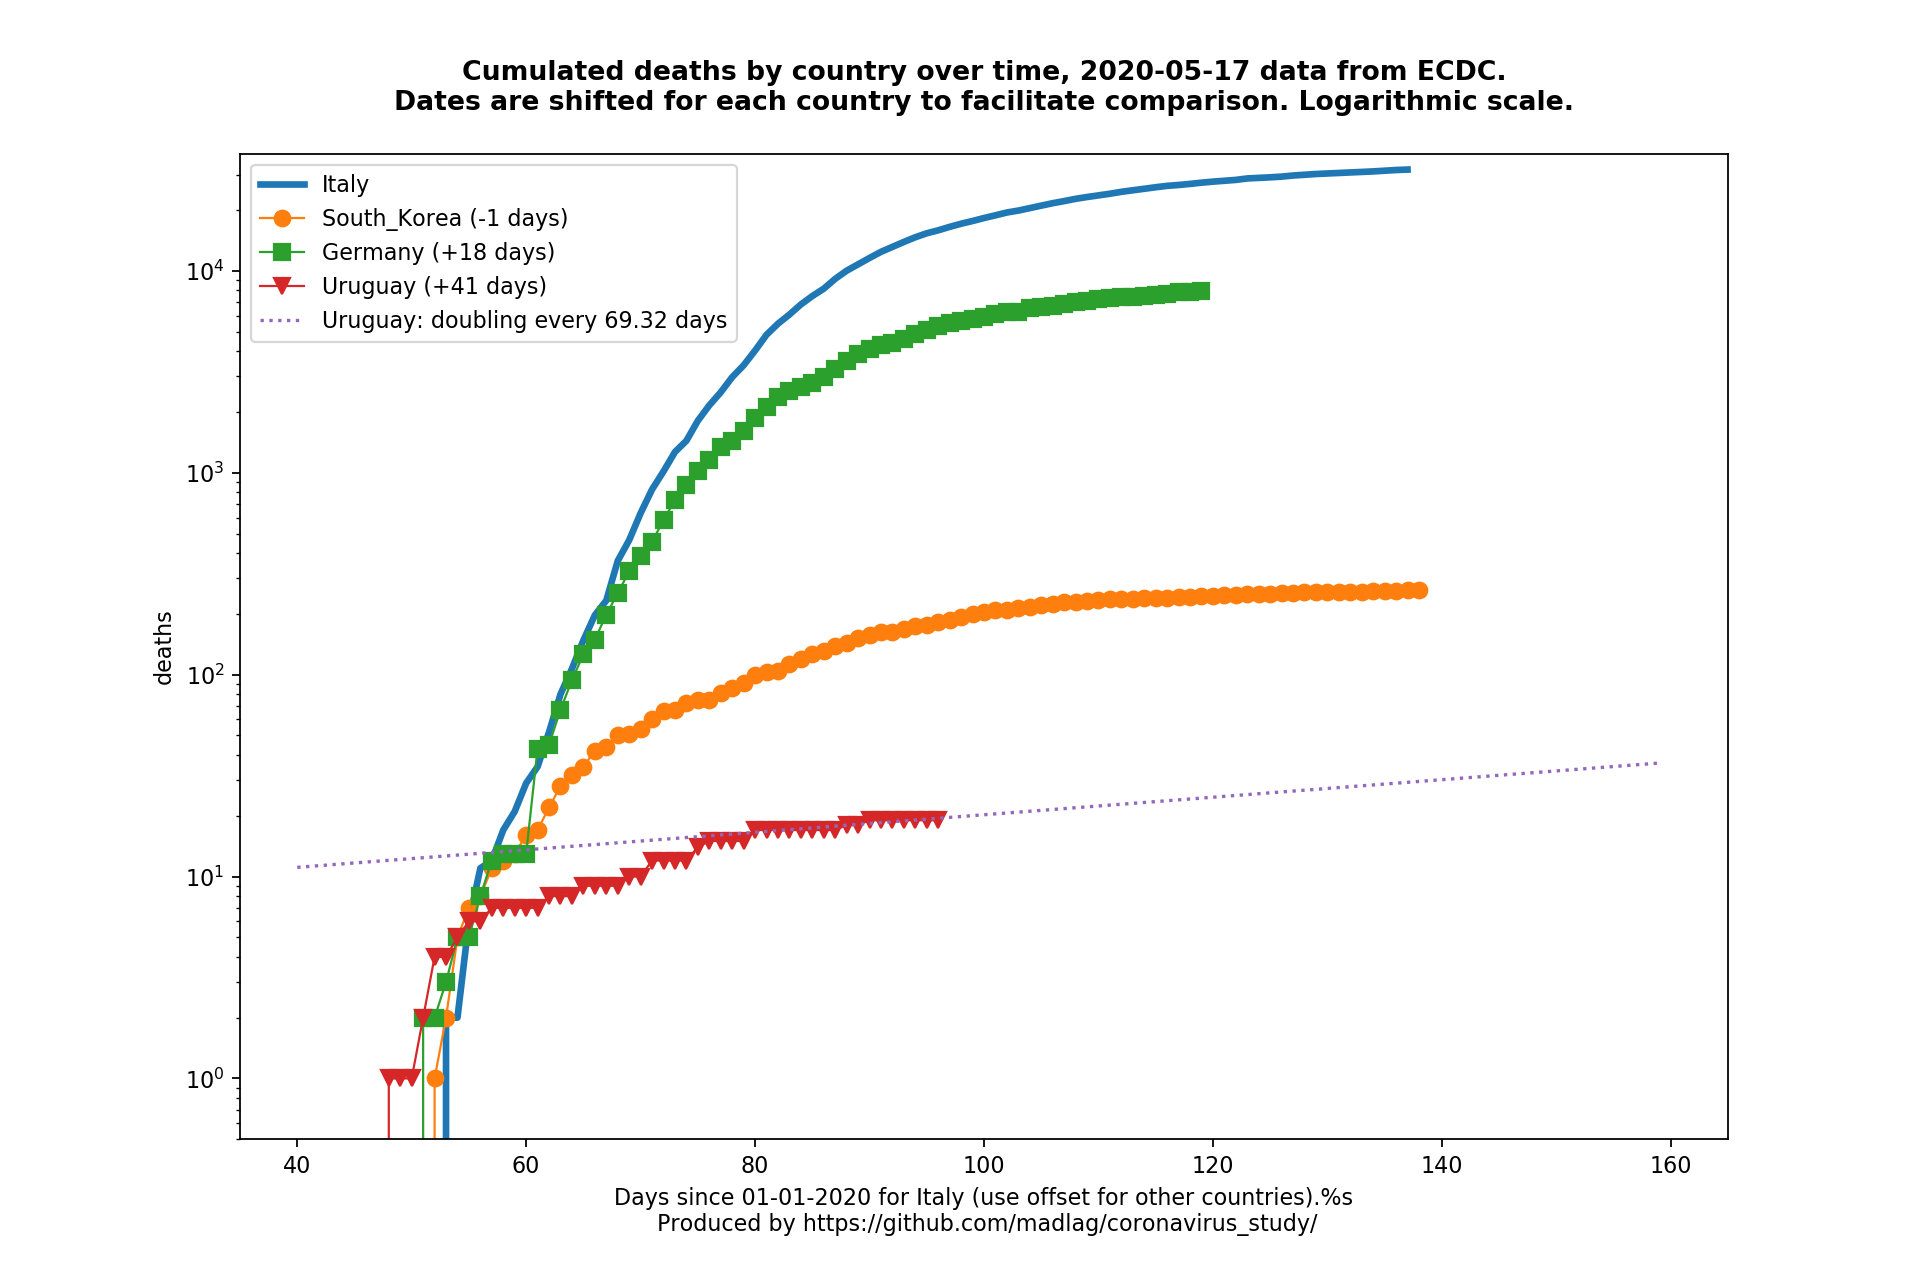 Cumulated deaths by country over time, 2020-05-17 data from ECDC.
Dates are shifted for each country to facilitate comparison. Logarithmic scale.
Italy
South_Korea (-1 days)
Germany (+18 days)
Uruguay (+41 days)
Uruguay: doubling every 69.32 days
10⁴
10³
10²
10¹
10⁰
deaths
40 60 80 100 120 140 160
Days since 01-01-2020 for Italy (use offset for other countries).%s
Produced by https://github.com/madlag/coronavirus_study/